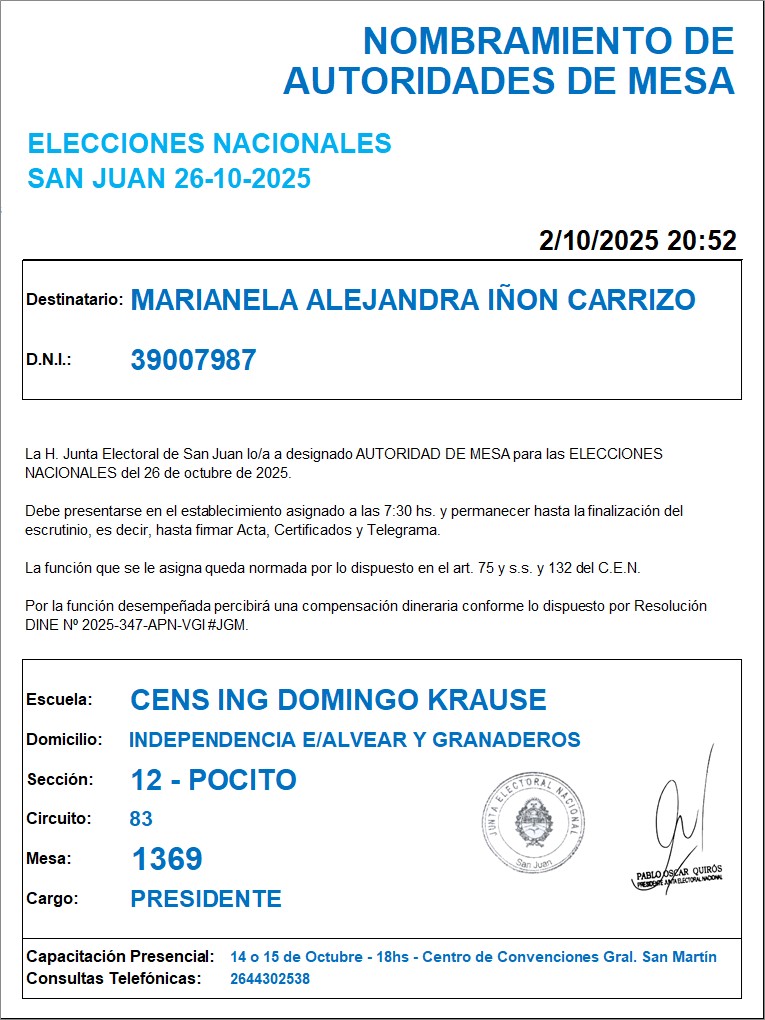 NOMBRAMIENTO DE
AUTORIDADES DE MESA
ELECCIONES NACIONALES
SAN JUAN 26-10-2025
2/10/2025 20:52
Destinatario: MARIANELA ALEJANDRA IÑON CARRIZO
D.N.I.: 39007987
La H. Junta Electoral de San Juan lo/a a designado AUTORIDAD DE MESA para las ELECCIONES
NACIONALES del 26 de octubre de 2025.
Debe presentarse en el establecimiento asignado a las 7:30 hs. y permanecer hasta la finalización del
escrutinio, es decir, hasta firmar Acta, Certificados y Telegrama.
La función que se le asigna queda normada por lo dispuesto en el art. 75 y s.s. y 132 del C.E.N.
Por la función desempeñada percibirá una compensación dineraria conforme lo dispuesto por Resolución
DINE Nº 2025-347-APN-VGI#JGM.
Escuela: CENS ING DOMINGO KRAUSE
Domicilio: INDEPENDENCIA E/ALVEAR Y GRANADEROS
Sección: 12 - POCITO
Circuito: 83
Mesa: 1369
Cargo: PRESIDENTE
JUNTA ELECTORAL NACIONAL
San Juan
PABLO OSCAR QUIRÓS
PRESIDENTE JUNTA ELECTORAL NACIONAL
Capacitación Presencial: 14 o 15 de Octubre - 18hs - Centro de Convenciones Gral. San Martín
Consultas Telefónicas: 2644302538